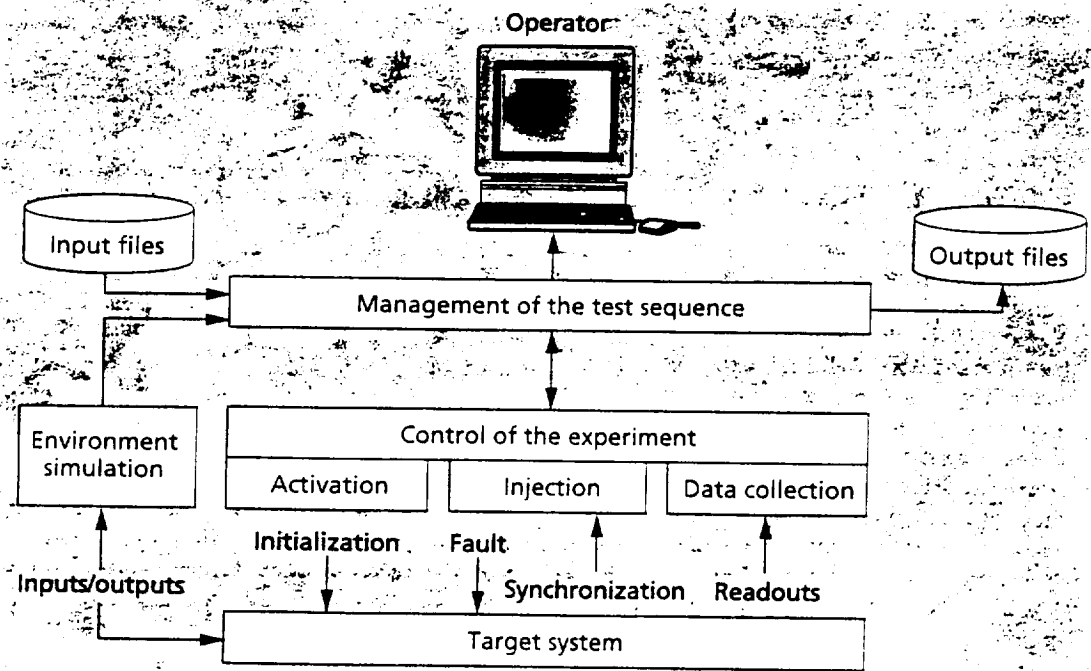 Operator
Input files
Output files
Management of the test sequence
Environment
simulation
Control of the experiment
Activation
Injection
Data collection
Initialization
Fault
Inputs/outputs
Synchronization
Readouts
Target system